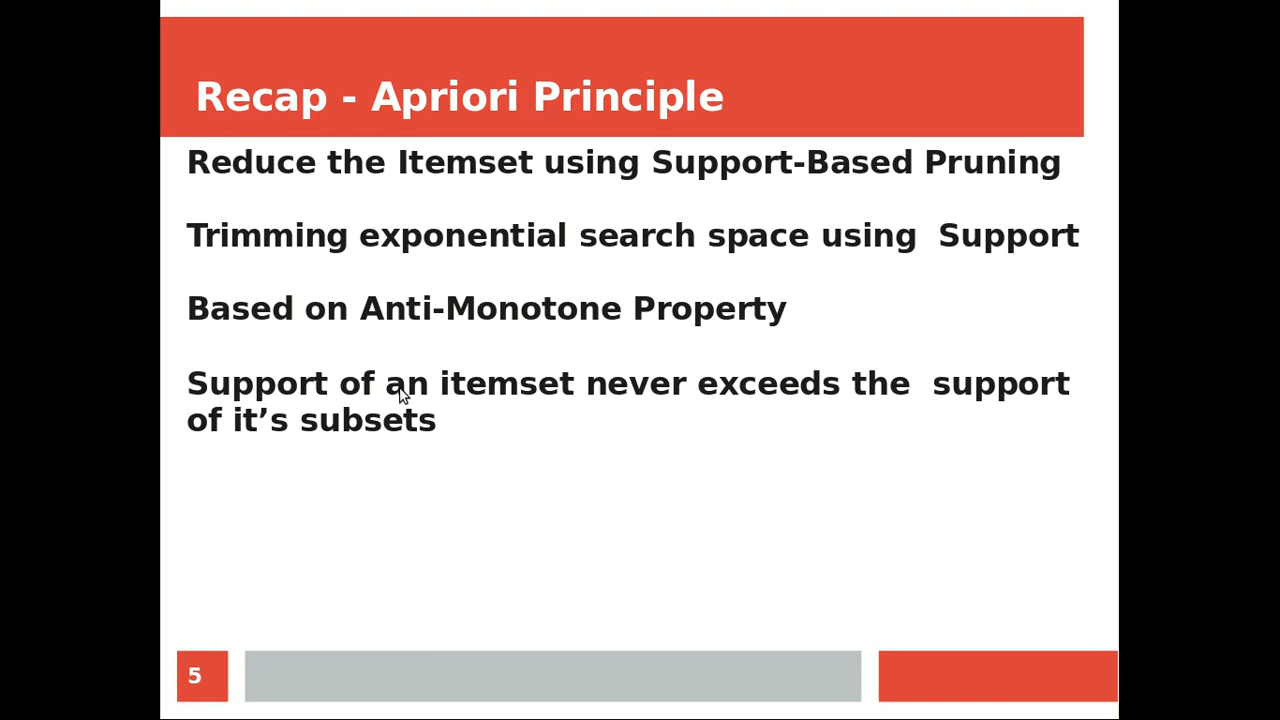 Recap - Apriori Principle
Reduce the Itemset using Support-Based Pruning
Trimming exponential search space using  Support
Based on Anti-Monotone Property
Support of an itemset never exceeds the  support
of it’s subsets
5